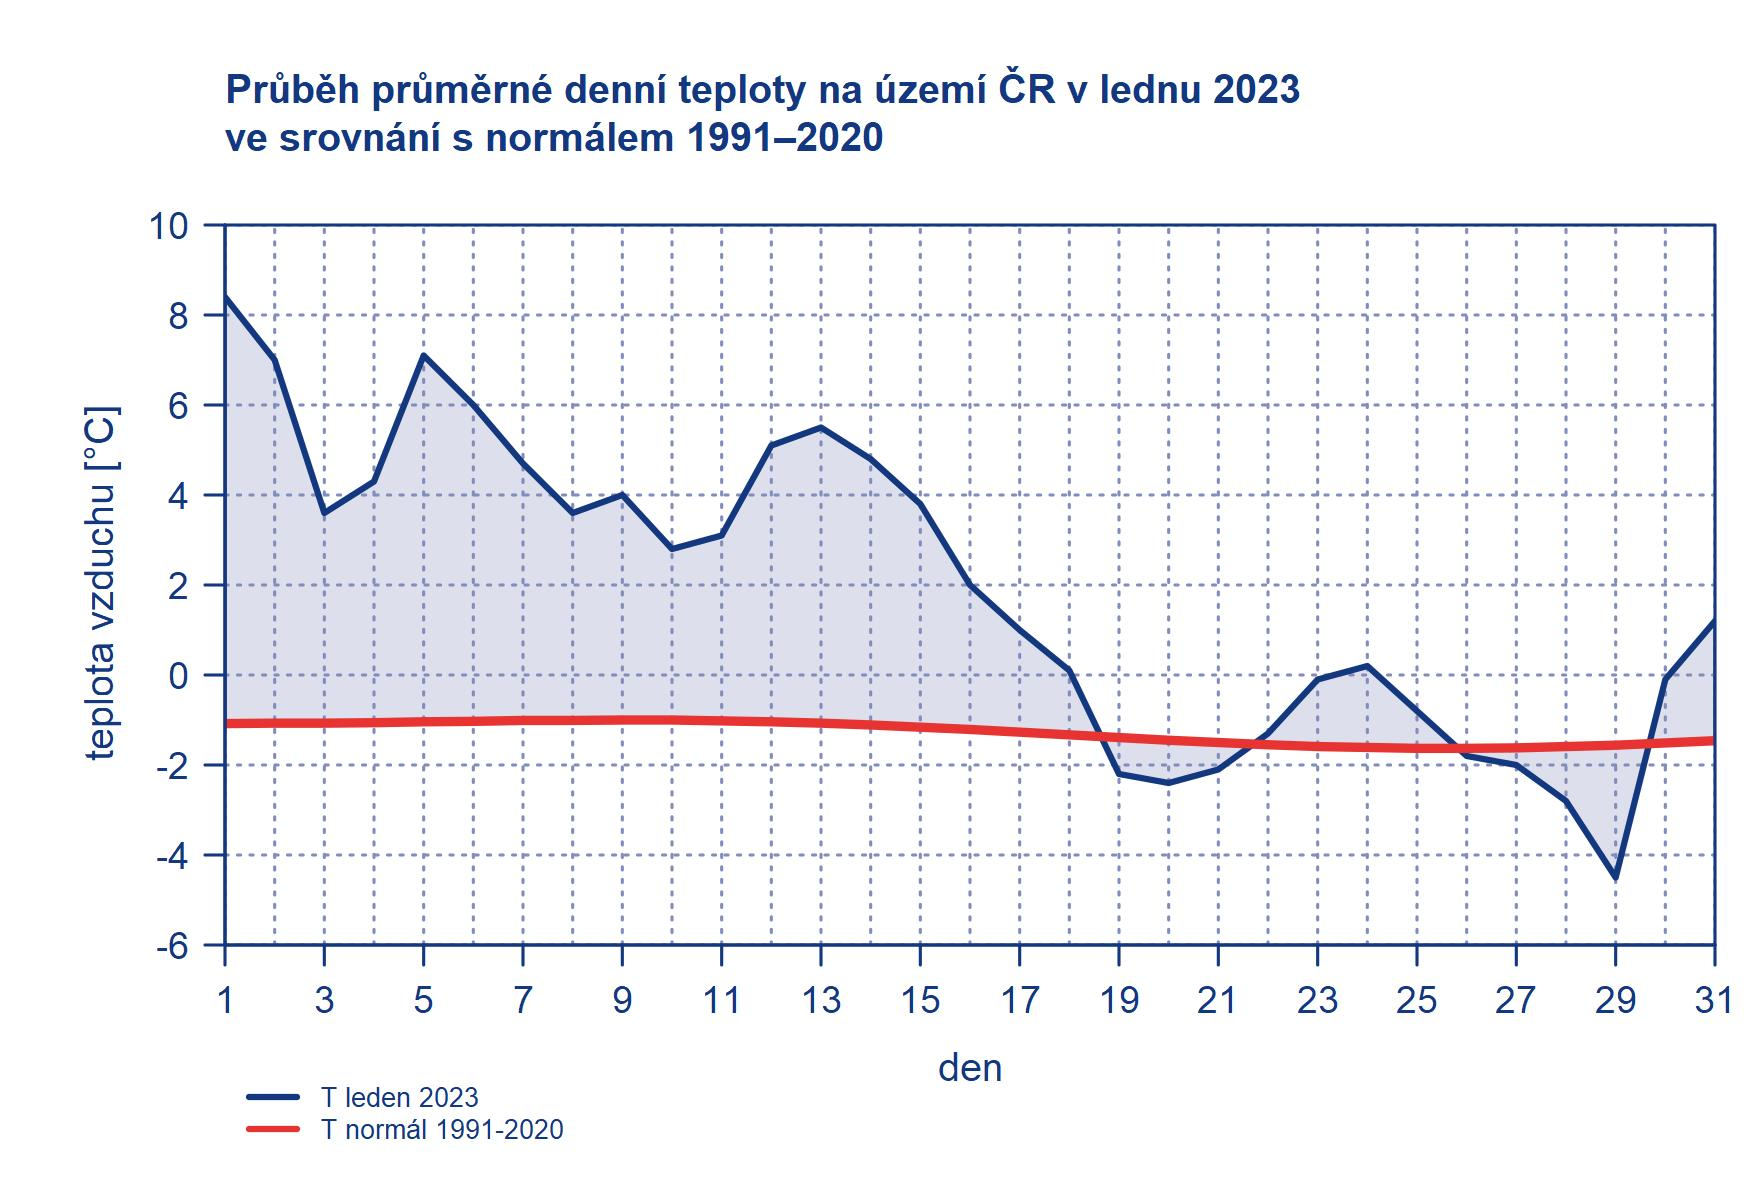 Průběh průměrné denní teploty na území ČR v lednu 2023
ve srovnání s normálem 1991–2020
10
8
6
4
2
0
-2
-4
-6
teplota vzduchu [°C]
1 3 5 7 9 11 13 15 17 19 21 23 25 27 29 31
den
T leden 2023
T normál 1991-2020